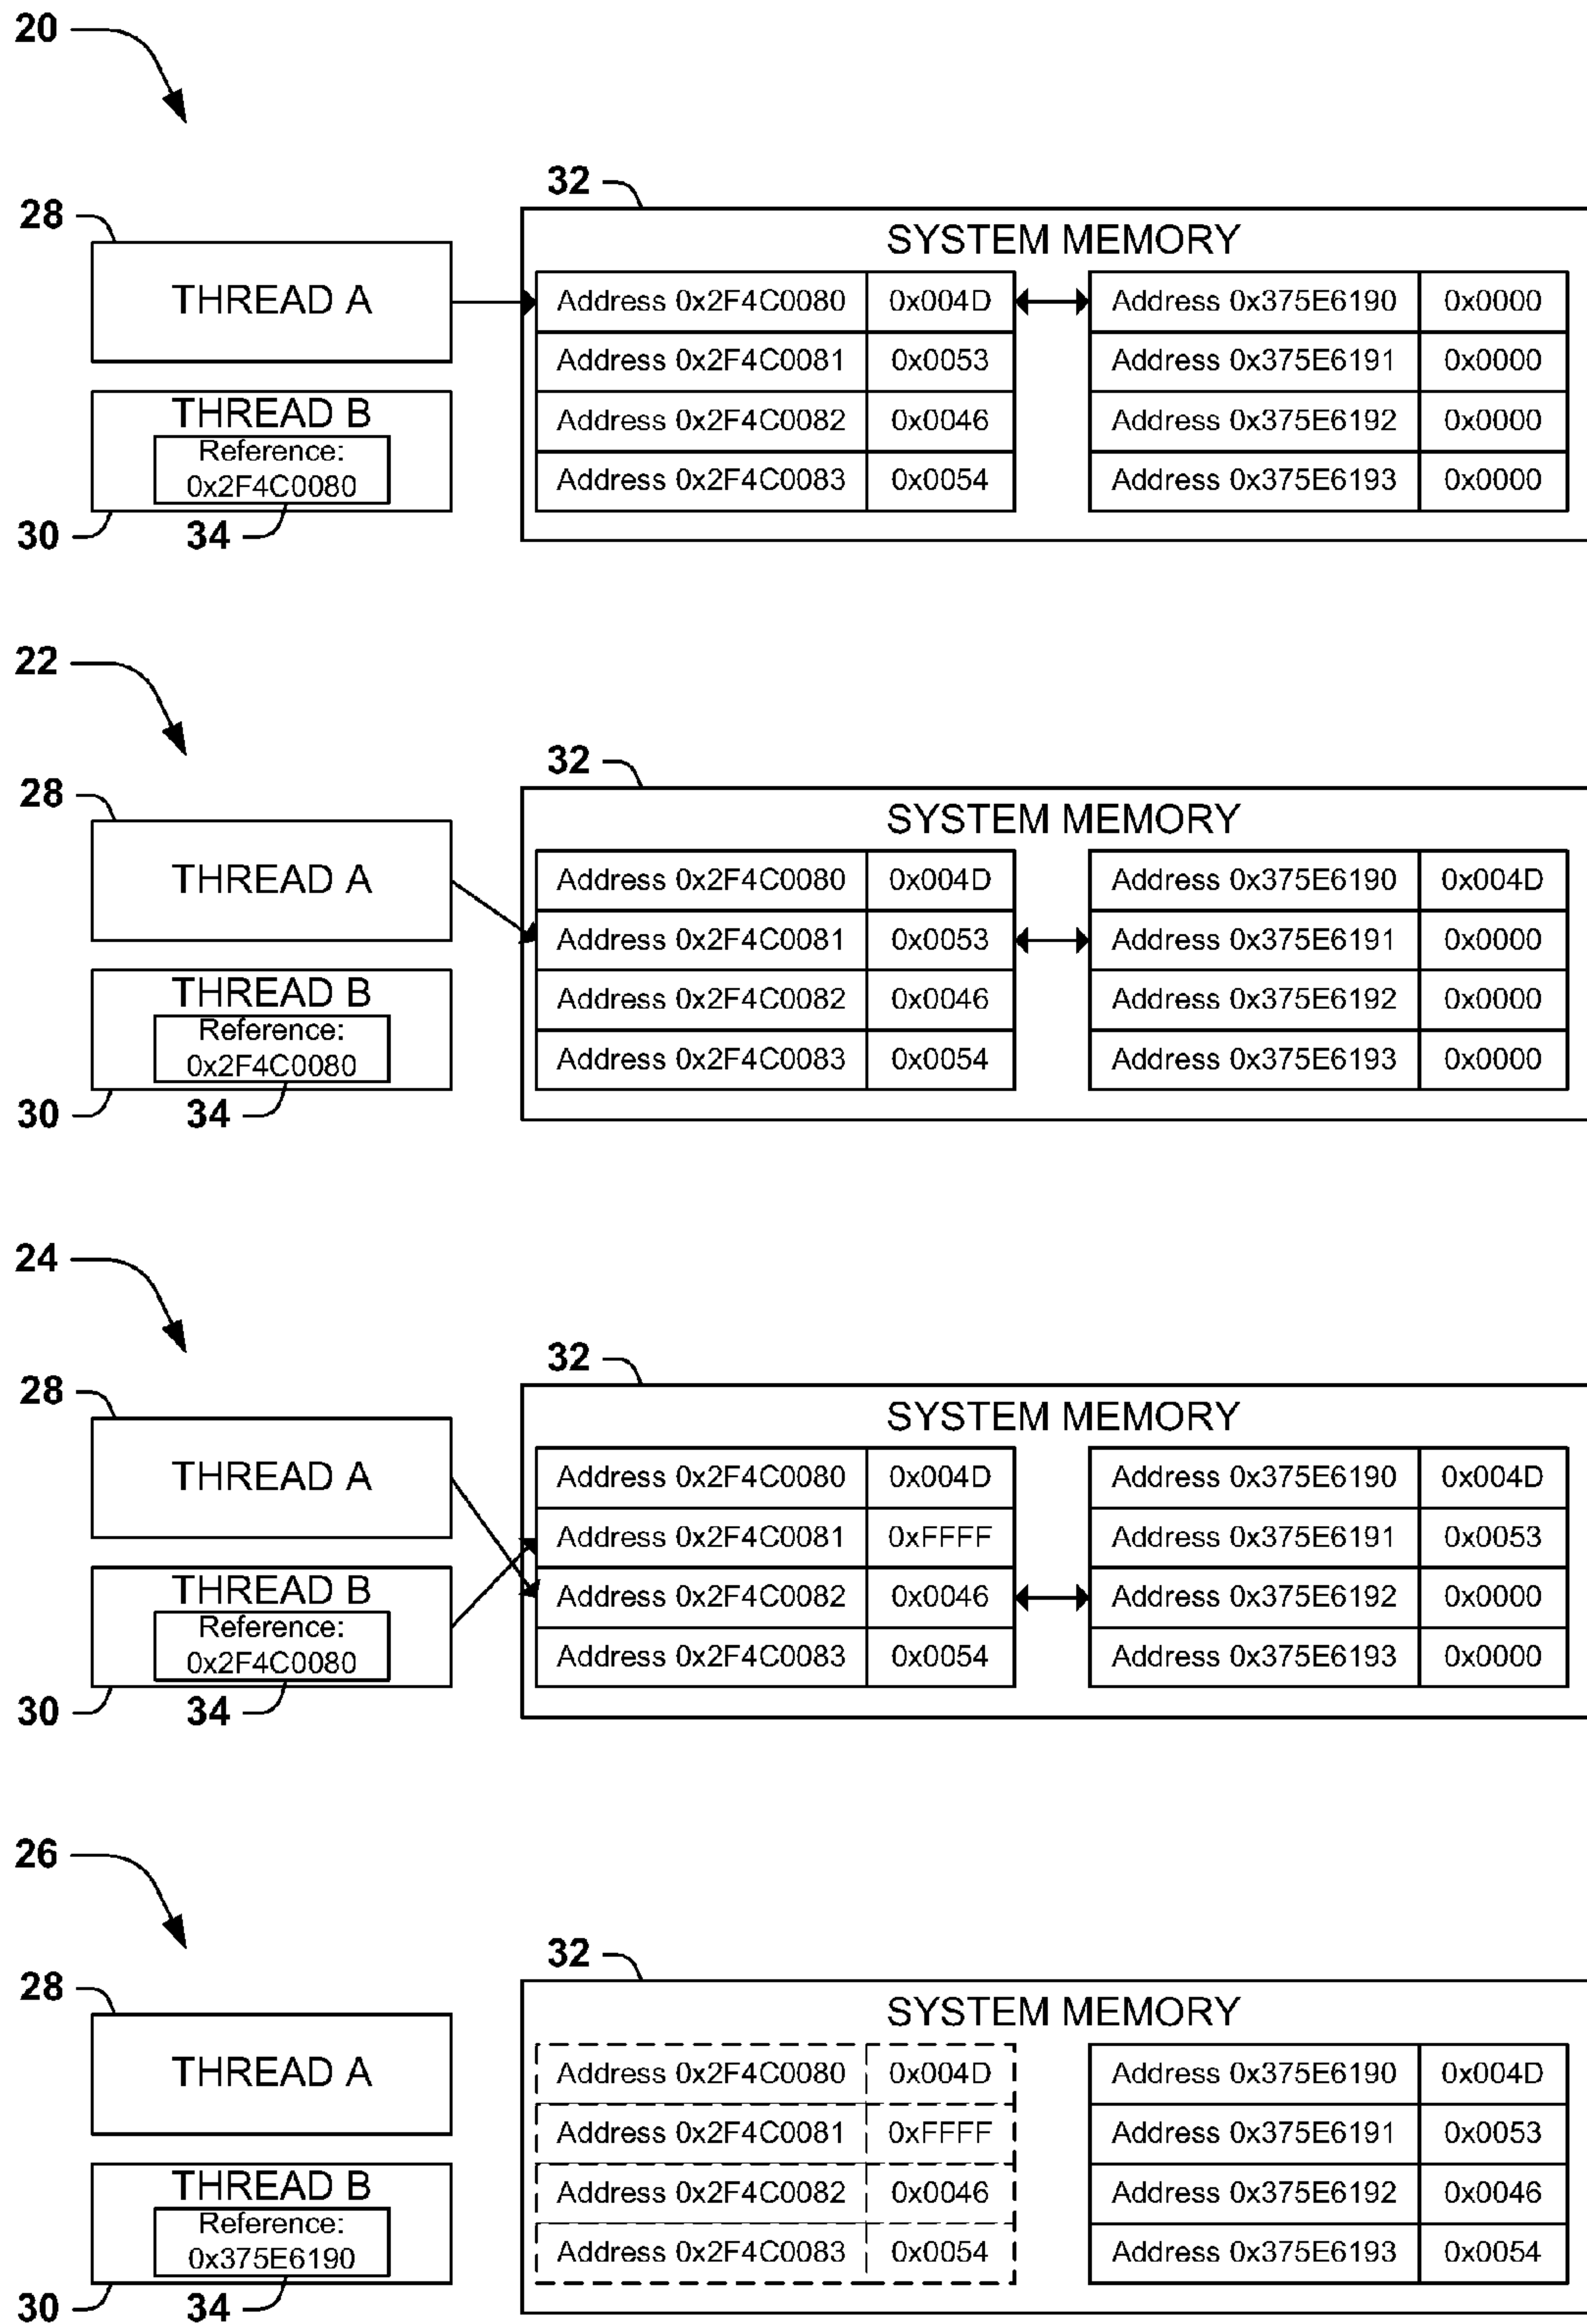 20
32
28
SYSTEM MEMORY
THREAD A
Address 0x2F4C0080 0x004D Address 0x375E6190 0x0000
Address 0x2F4C0081 0x0053 Address 0x375E6191 0x0000
THREAD B
Address 0x2F4C0082 0x0046 Address 0x375E6192 0x0000
Reference:
0x2F4C0080
Address 0x2F4C0083 0x0054 Address 0x375E6193 0x0000
30 34
22
32
28
SYSTEM MEMORY
THREAD A
Address 0x2F4C0080 0x004D Address 0x375E6190 0x004D
Address 0x2F4C0081 0x0053 Address 0x375E6191 0x0000
THREAD B
Address 0x2F4C0082 0x0046 Address 0x375E6192 0x0000
Reference:
0x2F4C0080
Address 0x2F4C0083 0x0054 Address 0x375E6193 0x0000
30 34
24
32
28
SYSTEM MEMORY
THREAD A
Address 0x2F4C0080 0x004D Address 0x375E6190 0x004D
Address 0x2F4C0081 0xFFFF Address 0x375E6191 0x0053
THREAD B
Address 0x2F4C0082 0x0046 Address 0x375E6192 0x0000
Reference:
0x2F4C0080
Address 0x2F4C0083 0x0054 Address 0x375E6193 0x0000
30 34
26
32
28
SYSTEM MEMORY
THREAD A
Address 0x2F4C0080 0x004D Address 0x375E6190 0x004D
Address 0x2F4C0081 0xFFFF Address 0x375E6191 0x0053
THREAD B
Address 0x2F4C0082 0x0046 Address 0x375E6192 0x0046
Reference:
0x375E6190
Address 0x2F4C0083 0x0054 Address 0x375E6193 0x0054
30 34